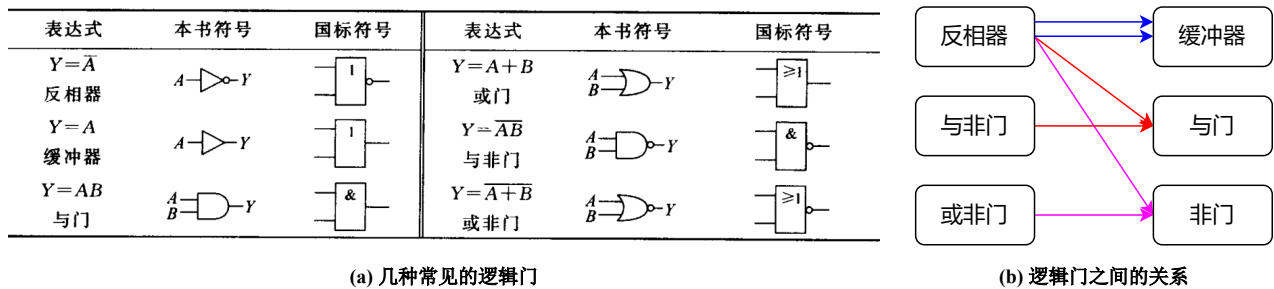 表达式 本书符号 国标符号 表达式 本书符号 国标符号
Y=A̅ A Y 1 Y=A+B A B Y ≥1
反相器 或门
Y=A A Y 1 Y=A̅B̅ A B Y &
缓冲器 与非门
Y=AB A B Y & Y=A̅+̅B̅ A B Y ≥1
与门 或非门
(a) 几种常见的逻辑门
反相器 缓冲器
与非门 与门
或非门 非门
(b) 逻辑门之间的关系